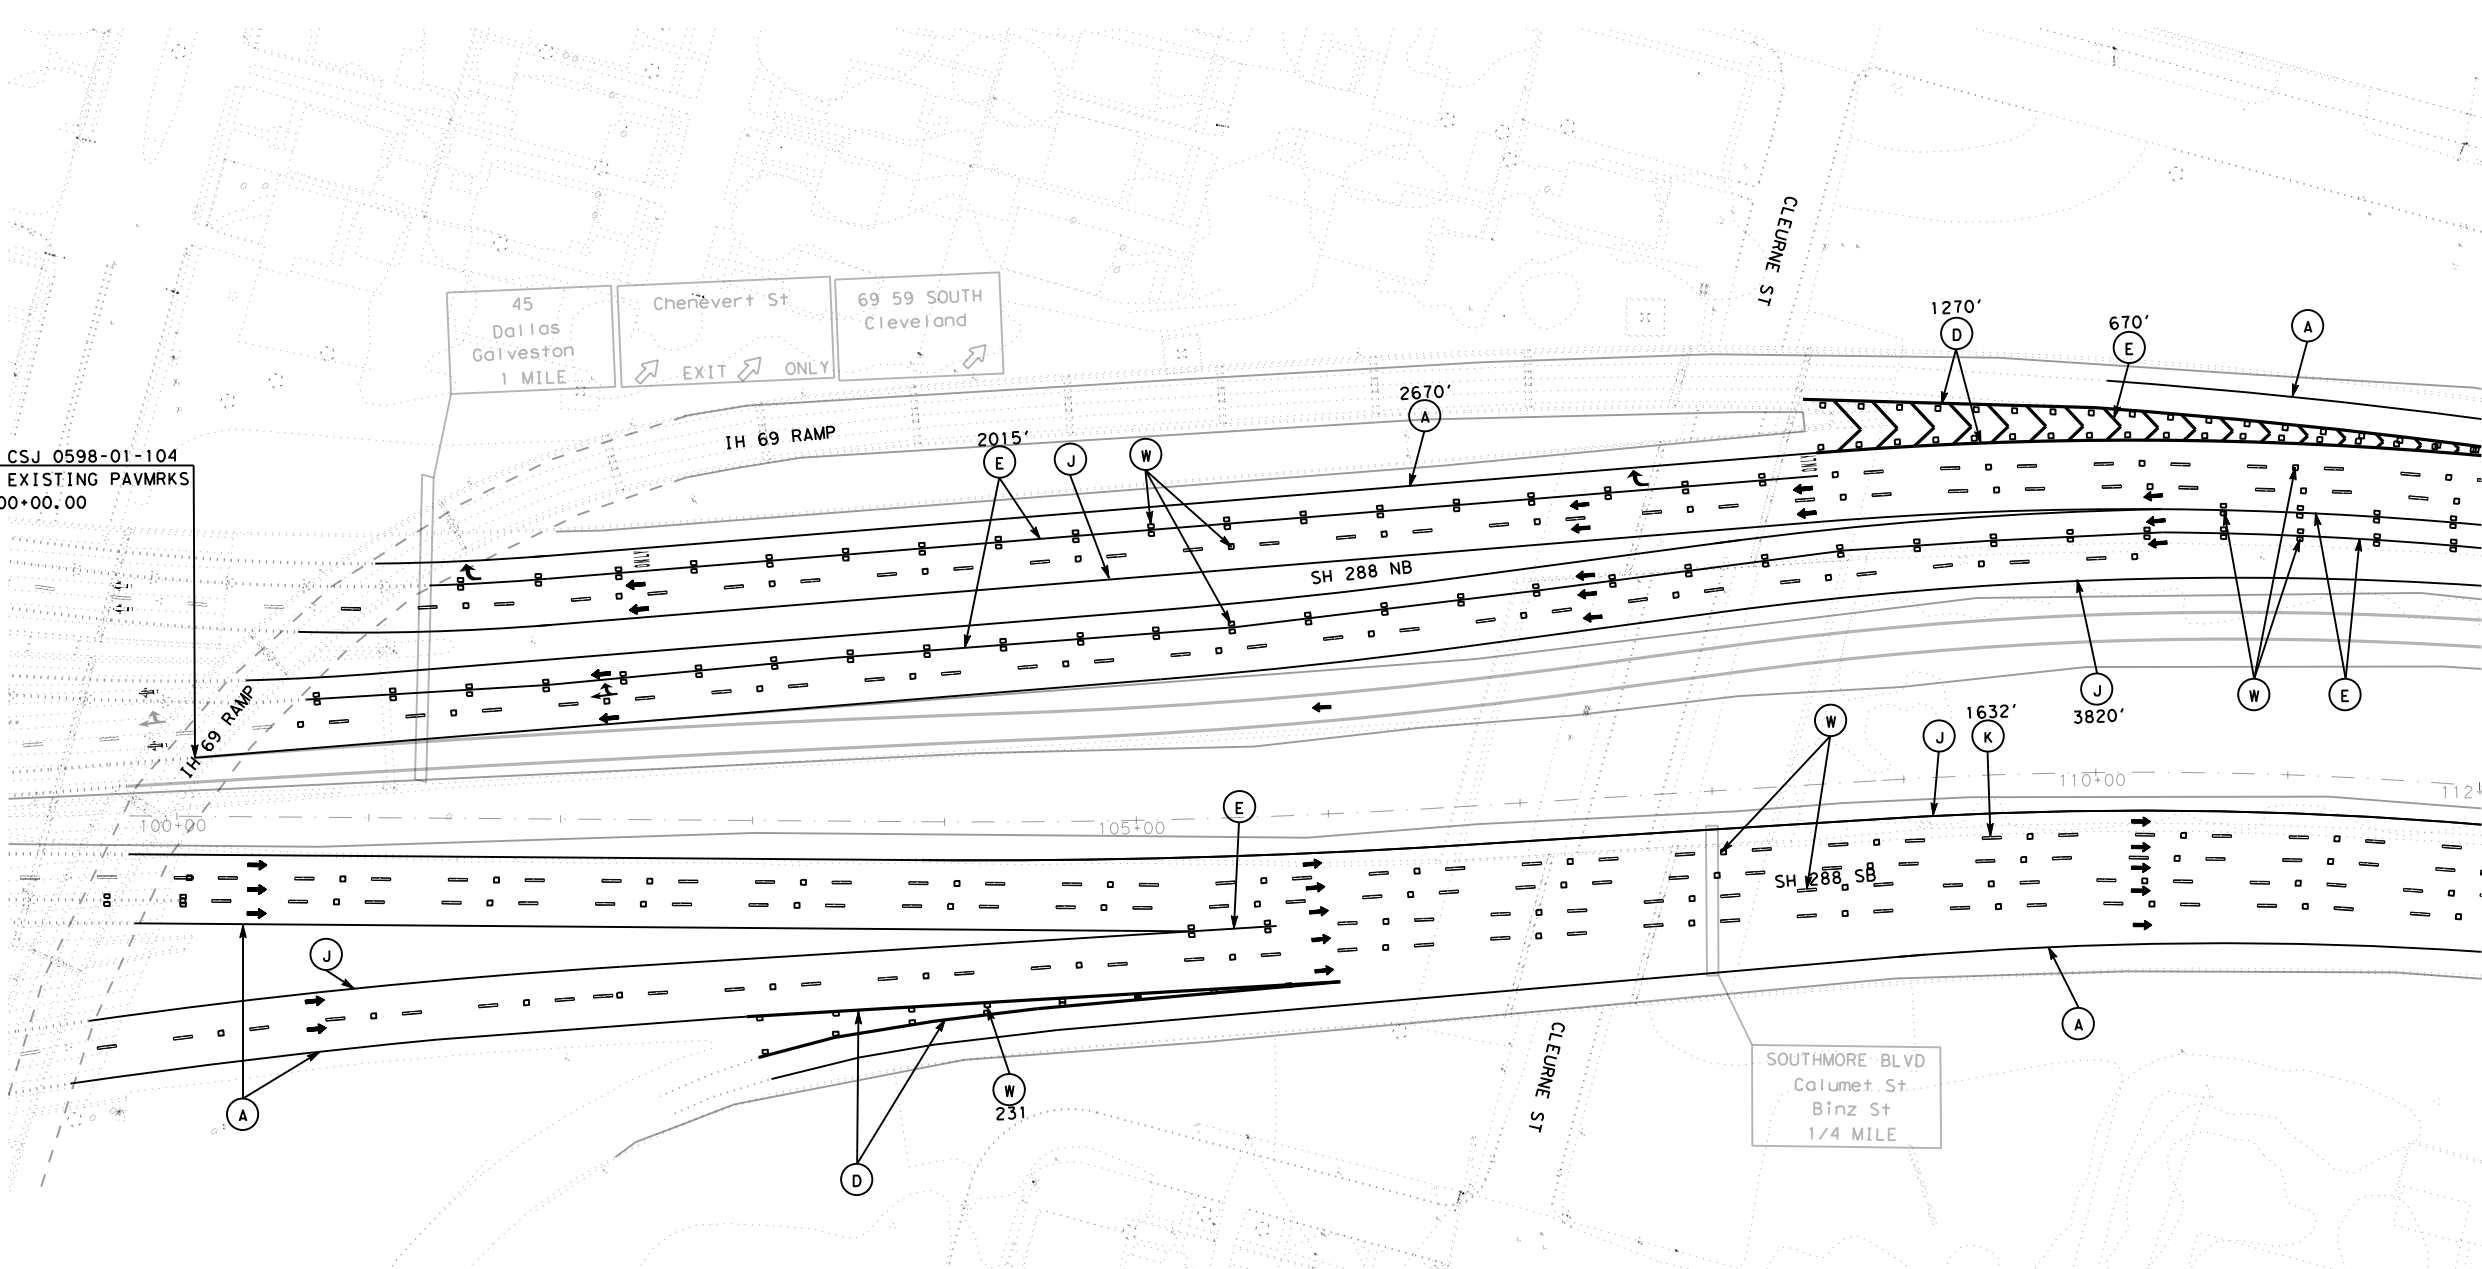 CLEURNE ST
45
Dallas
Galveston
1 MILE
Chenevert St
EXIT ONLY
69 59 SOUTH
Cleveland
1270'
D
670'
E
A
2670'
A
IH 69 RAMP
2015'
E
J
W
CSJ 0598-01-104
EXISTING PAVMRKS
00+00.00
SH 288 NB
IH 69 RAMP
J
3820'
W
E
W
J
1632'
K
110+00
112+
100+00
105+00
E
SH 288 SB
J
A
W
231
D
A
CLEURNE ST
SOUTHMORE BLVD
Calumet St
Binz St
1/4 MILE